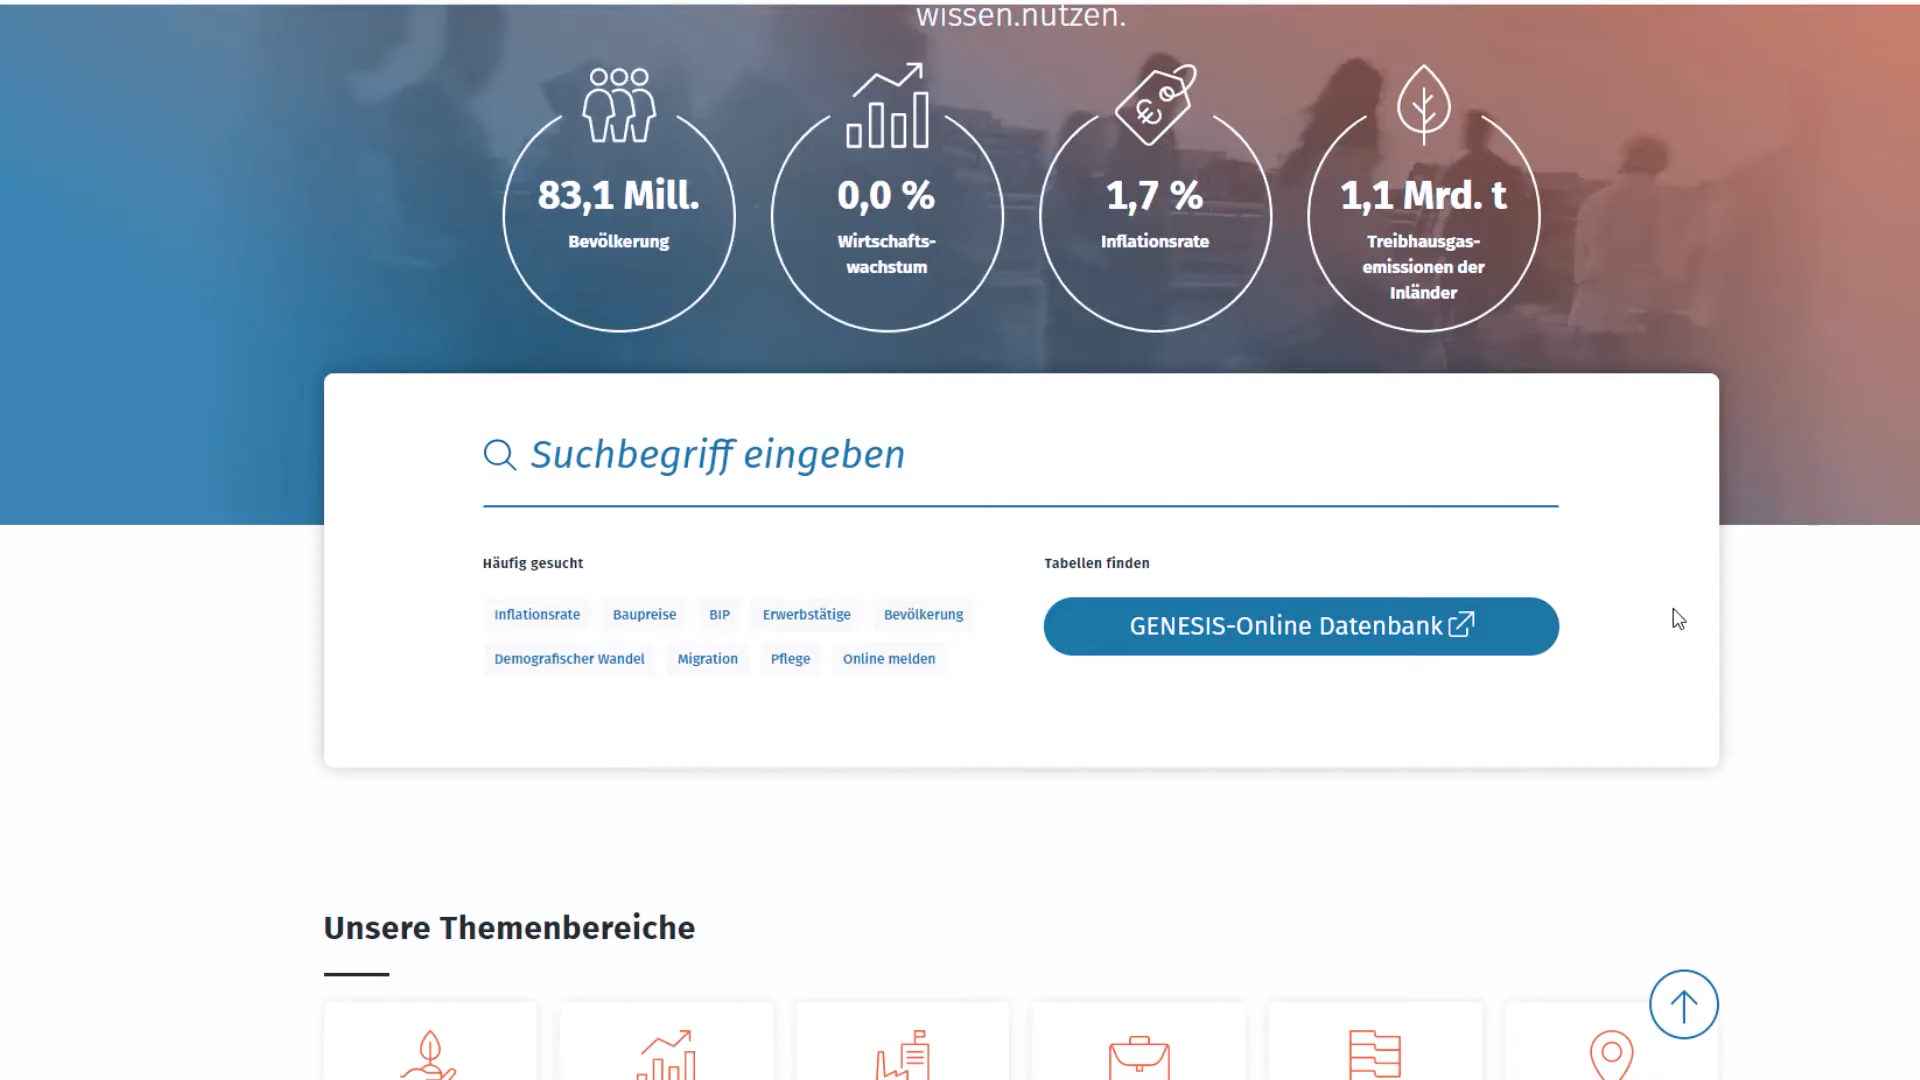 wissen.nutzen.
83,1 Mill.
Bevölkerung
0,0 %
Wirtschafts-
wachstum
1,7 %
Inflationsrate
1,1 Mrd. t
Treibhausgas-
emissionen der
Inländer
Suchbegriff eingeben
Häufig gesucht
Inflationsrate Baupreise BIP Erwerbstätige Bevölkerung
Demografischer Wandel Migration Pflege Online melden
Tabellen finden
GENESIS-Online Datenbank
Unsere Themenbereiche